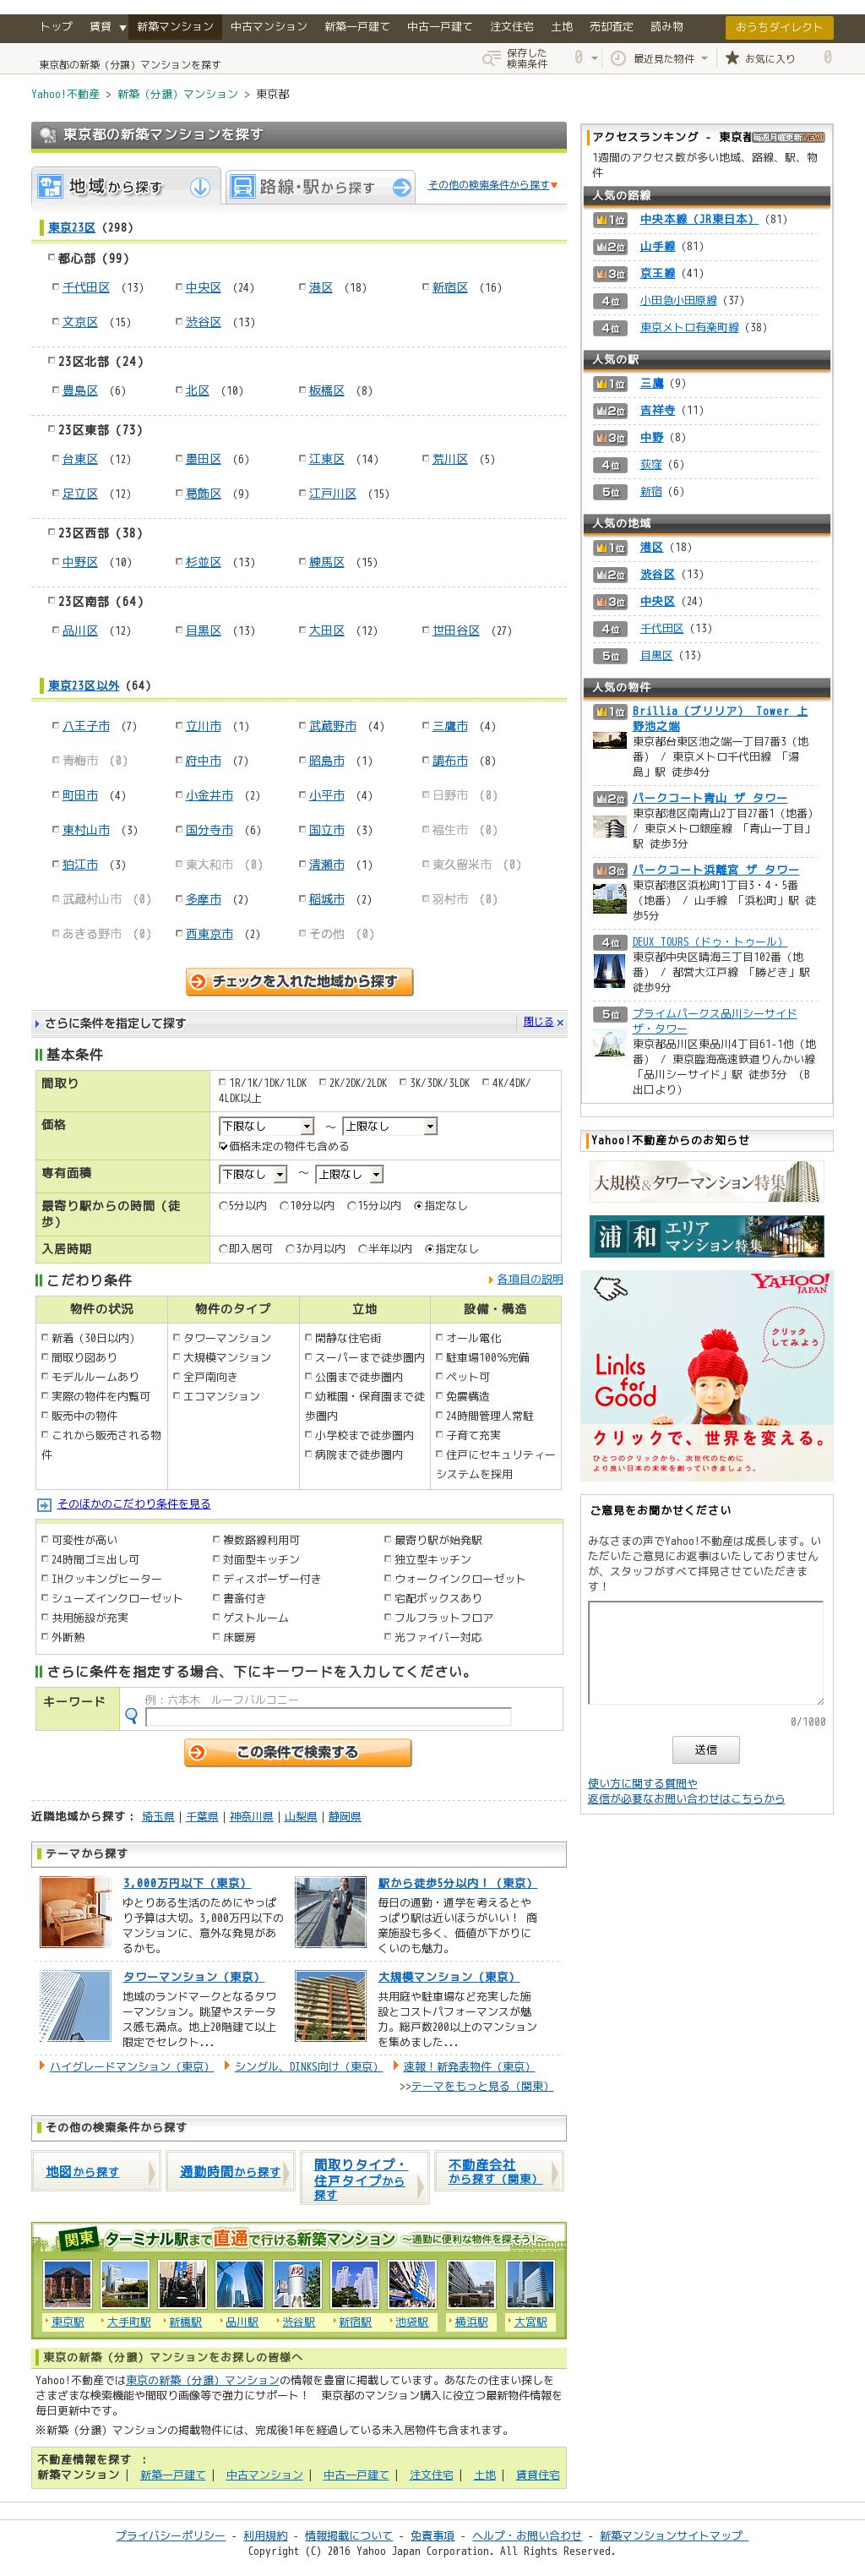 トップ 賃貸 ▼ 新築マンション 中古マンション 新築一戸建て 中古一戸建て 注文住宅 土地 売却査定 読み物 おうちダイレクト
東京都の新築（分譲）マンションを探す 保存した検索条件 0 最近見た物件 お気に入り 0
Yahoo!不動産 > 新築（分譲）マンション > 東京都
東京都の新築マンションを探す
地域から探す 路線・駅から探す その他の検索条件から探す
東京23区（298）
都心部（99）
千代田区（13） 中央区（24） 港区（18） 新宿区（16）
文京区（15） 渋谷区（13）
23区北部（24）
豊島区（6） 北区（10） 板橋区（8）
23区東部（73）
台東区（12） 墨田区（6） 江東区（14） 荒川区（5）
足立区（12） 葛飾区（9） 江戸川区（15）
23区西部（38）
中野区（10） 杉並区（13） 練馬区（15）
23区南部（64）
品川区（12） 目黒区（13） 大田区（12） 世田谷区（27）
東京23区以外（64）
八王子市（7） 立川市（1） 武蔵野市（4） 三鷹市（4）
青梅市（0） 府中市（7） 昭島市（1） 調布市（8）
町田市（4） 小金井市（2） 小平市（4） 日野市（0）
東村山市（3） 国分寺市（6） 国立市（3） 福生市（0）
狛江市（3） 東大和市（0） 清瀬市（1） 東久留米市（0）
武蔵村山市（0） 多摩市（2） 稲城市（2） 羽村市（0）
あきる野市（0） 西東京市（2） その他（0）
チェックを入れた地域から探す
さらに条件を指定して探す 閉じる×
基本条件
間取り 1R/1K/1DK/1LDK 2K/2DK/2LDK 3K/3DK/3LDK 4K/4DK/
4LDK以上
価格 下限なし ～ 上限なし
価格未定の物件も含める
専有面積 下限なし ～ 上限なし
最寄り駅からの時間（徒歩） 5分以内 10分以内 15分以内 指定なし
入居時期 即入居可 3か月以内 半年以内 指定なし
こだわり条件 各項目の説明
物件の状況 物件のタイプ 立地 設備・構造
新着（30日以内） タワーマンション 閑静な住宅街 オール電化
間取り図あり 大規模マンション スーパーまで徒歩圏内 駐車場100%完備
モデルルームあり 全戸南向き 公園まで徒歩圏内 ペット可
実際の物件を内覧可 エコマンション 幼稚園・保育園まで徒歩圏内 免震構造
販売中の物件 24時間管理人常駐
これから販売される物件 小学校まで徒歩圏内 子育て充実
病院まで徒歩圏内 住戸にセキュリティーシステムを採用
そのほかのこだわり条件を見る
可変性が高い 複数路線利用可 最寄り駅が始発駅
24時間ゴミ出し可 対面型キッチン 独立型キッチン
IHクッキングヒーター ディスポーザー付き ウォークインクローゼット
シューズインクローゼット 書斎付き 宅配ボックスあり
共用施設が充実 ゲストルーム フルフラットフロア
外断熱 床暖房 光ファイバー対応
さらに条件を指定する場合、下にキーワードを入力してください。
キーワード 例：六本木 ルーフバルコニー
この条件で検索する
近隣地域から探す： 埼玉県 | 千葉県 | 神奈川県 | 山梨県 | 静岡県
テーマから探す
3,000万円以下（東京）
ゆとりある生活のためにやっぱ
り予算は大切。3,000万円以下の
マンションに、意外な発見があ
るかも。
駅から徒歩5分以内！（東京）
毎日の通勤・通学を考えるとや
っぱり駅は近いほうがいい！ 商
業施設も多く、価値が下がりに
くいのも魅力。
タワーマンション（東京）
地域のランドマークとなるタワ
ーマンション。眺望やステータ
ス感も満点。地上20階建て以上
限定でセレクト...
大規模マンション（東京）
共用庭や駐車場など充実した施
設とコストパフォーマンスが魅
力。総戸数200以上のマンション
を集めました...
ハイグレードマンション（東京） シングル、DINKS向け（東京） 速報！新発表物件（東京）
>>テーマをもっと見る（関東）
その他の検索条件から探す
地図から探す 通勤時間から探す 間取りタイプ・住戸タイプから探す 不動産会社から探す（関東）
関東 ターミナル駅まで直通で行ける新築マンション ～通勤に便利な物件を探そう！～
東京駅 大手町駅 新橋駅 品川駅 渋谷駅 新宿駅 池袋駅 横浜駅 大宮駅
東京の新築（分譲）マンションをお探しの皆様へ
Yahoo!不動産では東京の新築（分譲）マンションの情報を豊富に掲載しています。あなたの住まい探しを
さまざまな検索機能や間取り画像等で強力にサポート！ 東京都のマンション購入に役立つ最新物件情報を
毎日更新中です。
※新築（分譲）マンションの掲載物件には、完成後1年を経過している未入居物件も含まれます。
不動産情報を探す ：
新築マンション | 新築一戸建て | 中古マンション | 中古一戸建て | 注文住宅 | 土地 | 賃貸住宅
アクセスランキング - 東京都 毎週月曜更新 NEW!
1週間のアクセス数が多い地域、路線、駅、物
件
人気の路線
1位 中央本線（JR東日本）（81）
2位 山手線（81）
3位 京王線（41）
4位 小田急小田原線（37）
4位 東京メトロ有楽町線（38）
人気の駅
1位 三鷹（9）
2位 吉祥寺（11）
3位 中野（8）
4位 荻窪（6）
5位 新宿（6）
人気の地域
1位 港区（18）
2位 渋谷区（13）
3位 中央区（24）
4位 千代田区（13）
5位 目黒区（13）
人気の物件
1位 Brillia（ブリリア） Tower 上
野池之端
東京都台東区池之端一丁目7番3（地
番） / 東京メトロ千代田線 「湯
島」駅 徒歩4分
2位 パークコート青山 ザ タワー
東京都港区南青山2丁目27番1（地番）
/ 東京メトロ銀座線 「青山一丁目」
駅 徒歩3分
3位 パークコート浜離宮 ザ タワー
東京都港区浜松町1丁目3・4・5番
（地番） / 山手線 「浜松町」駅 徒
歩5分
4位 DEUX TOURS（ドゥ・トゥール）
東京都中央区晴海三丁目102番（地
番） / 都営大江戸線 「勝どき」駅
徒歩9分
5位 プライムパークス品川シーサイド
ザ・タワー
東京都品川区東品川4丁目61-1他（地
番） / 東京臨海高速鉄道りんかい線
「品川シーサイド」駅 徒歩3分 （B
出口より）
Yahoo!不動産からのお知らせ
大規模＆タワーマンション特集
浦和エリアマンション特集
YAHOO! JAPAN
クリックしてみよう
Links for Good
クリックで、世界を変える。
ひとつのクリックから、次世代のために
より良い日本の未来を創っていきましょう。
ご意見をお聞かせください
みなさまの声でYahoo!不動産は成長します。い
ただいたご意見にお返事はいたしておりません
が、スタッフがすべて拝見させていただきま
す！
0/1000
送信
使い方に関する質問や
返信が必要なお問い合わせはこちらから
プライバシーポリシー - 利用規約 - 情報掲載について - 免責事項 - ヘルプ・お問い合わせ - 新築マンションサイトマップ
Copyright (C) 2016 Yahoo Japan Corporation. All Rights Reserved.